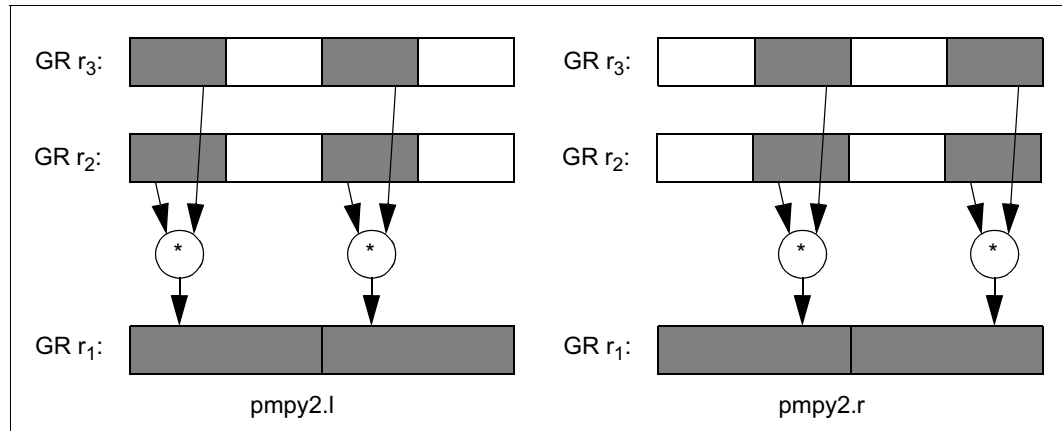 GR r3: GR r3:
GR r2: GR r2:
* * * *
GR r1: GR r1:
pmpy2.l pmpy2.r